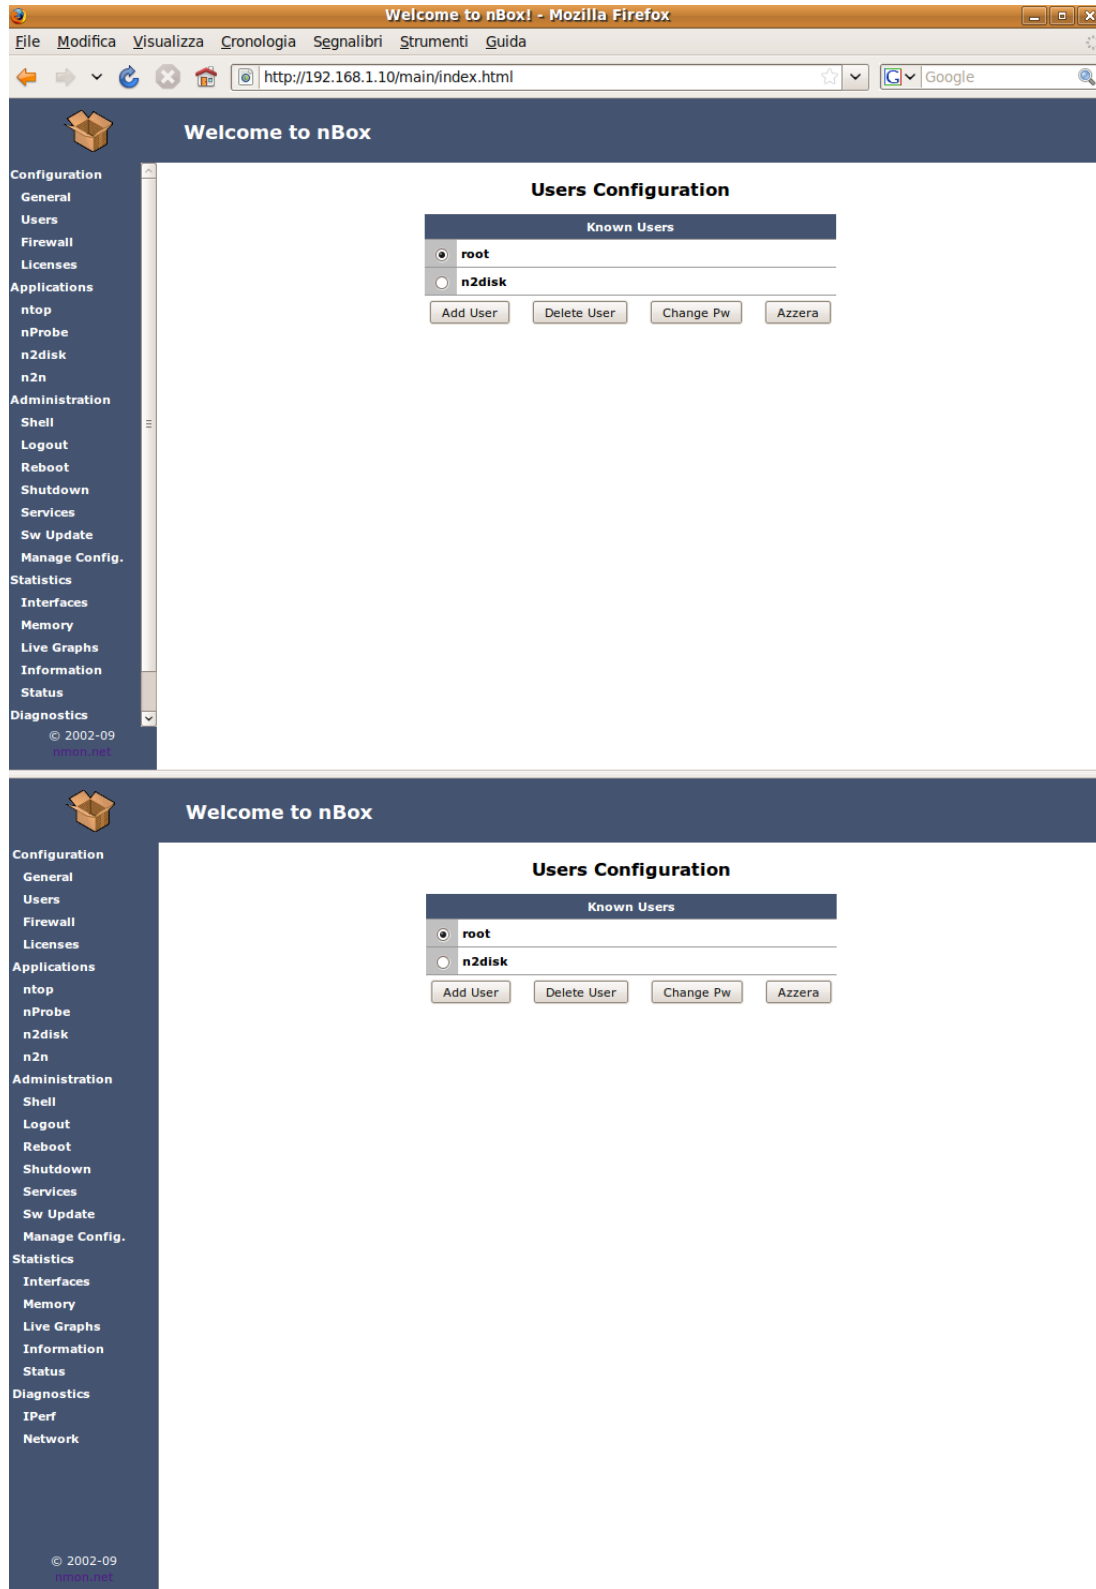 Welcome to nBox! - Mozilla Firefox
File Modifica Visualizza Cronologia Segnalibri Strumenti Guida
http://192.168.1.10/main/index.html
Google
Welcome to nBox
Configuration
General
Users
Firewall
Licenses
Applications
ntop
nProbe
n2disk
n2n
Administration
Shell
Logout
Reboot
Shutdown
Services
Sw Update
Manage Config.
Statistics
Interfaces
Memory
Live Graphs
Information
Status
Diagnostics
© 2002-09
nmon.net
Users Configuration
Known Users
root
n2disk
Add User Delete User Change Pw Azzera
Welcome to nBox
Configuration
General
Users
Firewall
Licenses
Applications
ntop
nProbe
n2disk
n2n
Administration
Shell
Logout
Reboot
Shutdown
Services
Sw Update
Manage Config.
Statistics
Interfaces
Memory
Live Graphs
Information
Status
Diagnostics
IPerf
Network
© 2002-09
nmon.net
Users Configuration
Known Users
root
n2disk
Add User Delete User Change Pw Azzera